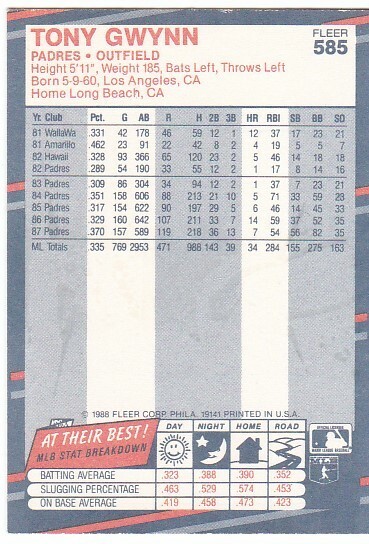 TONY GWYNN
FLEER
585
PADRES • OUTFIELD
Height 5'11", Weight 185, Bats Left, Throws Left
Born 5-9-60, Los Angeles, CA
Home Long Beach, CA
Yr. Club Pct. G AB R H 2B 3B HR RBI SB BB SO
81 WallaWa .331 42 178 46 59 12 1 12 37 17 23 21
81 Amarillo .462 23 91 22 42 8 2 4 19 5 5 7
82 Hawaii .328 93 366 65 120 23 2 5 46 14 18 18
82 Padres .289 54 190 33 55 12 2 1 17 8 14 16
83 Padres .309 86 304 34 94 12 2 1 37 7 23 21
84 Padres .351 158 606 88 213 21 10 5 71 33 59 23
85 Padres .317 154 622 90 197 29 5 6 46 14 45 33
86 Padres .329 160 642 107 211 33 7 14 59 37 52 35
87 Padres .370 157 589 119 218 36 13 7 54 56 82 35
ML Totals .335 769 2953 471 988 143 39 34 284 155 275 163
© 1988 FLEER CORP. PHILA. 19141 PRINTED IN U.S.A.
AT THEIR BEST!
MLB STAT BREAKDOWN
DAY NIGHT HOME ROAD
BATTING AVERAGE .323 .388 .390 .352
SLUGGING PERCENTAGE .463 .529 .574 .453
ON BASE AVERAGE .419 .458 .473 .423